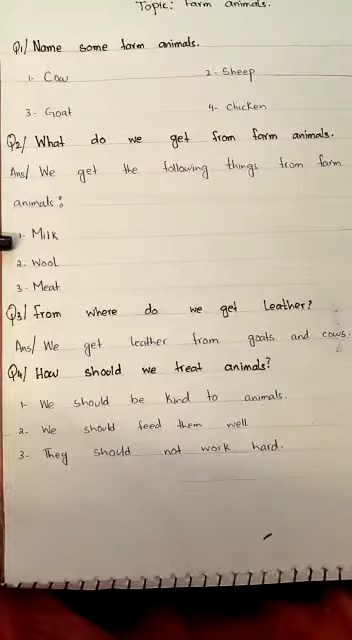 Topic: Farm animals.
Q1/ Name some farm animals.
1- Cow 2- Sheep
3- Goat 4- Chicken
Q2/ What do we get from farm animals.
Ans/ We get the following things from farm
animals:
1- Milk
2. Wool
3- Meat
Q3/ From where do we get leather?
Ans/ We get leather from goats and cows.
Q4/ How should we treat animals?
1- We should be kind to animals.
2- We should feed them well
3- They should not work hard.